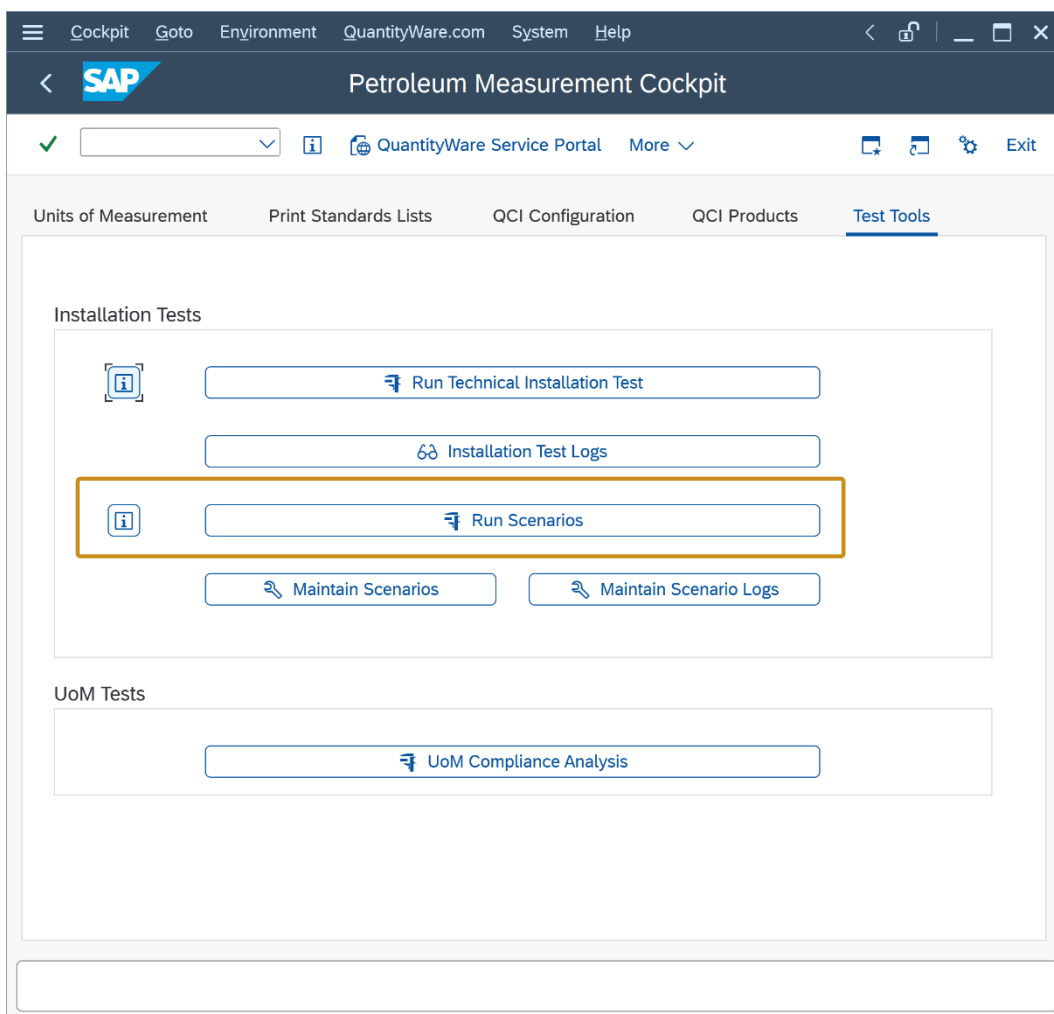 Cockpit Goto Environment QuantityWare.com System Help
SAP Petroleum Measurement Cockpit
QuantityWare Service Portal More Exit
Units of Measurement Print Standards Lists QCI Configuration QCI Products Test Tools
Installation Tests
Run Technical Installation Test
Installation Test Logs
Run Scenarios
Maintain Scenarios Maintain Scenario Logs
UoM Tests
UoM Compliance Analysis